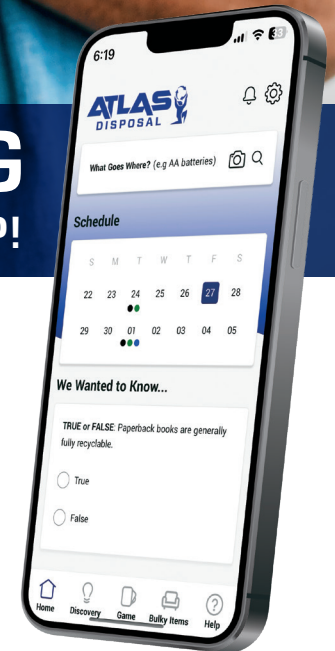 6:19
33
ATLAS
DISPOSAL
G
P!
What Goes Where? (e.g AA batteries)
Schedule
S M T W T F S
22 23 24 25 26 27 28
29 30 01 02 03 04 05
We Wanted to Know...
TRUE or FALSE: Paperback books are generally
fully recyclable.
True
False
Home Discovery Game Bulky Items Help